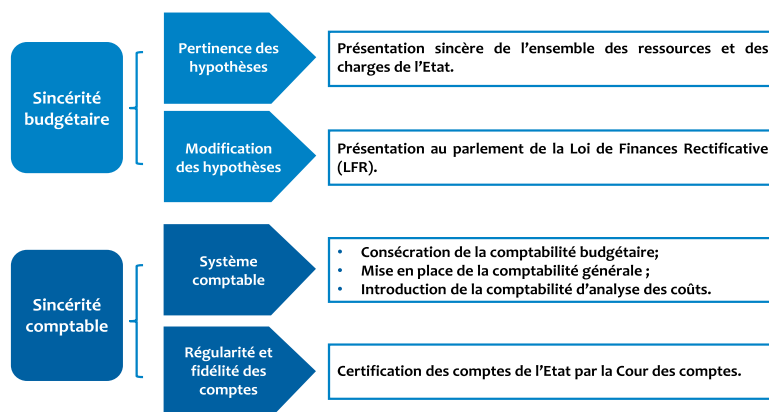 Sincérité
budgétaire
Pertinence des
hypothèses
Présentation sincère de l’ensemble des ressources et des
charges de l’Etat.
Modification
des hypothèses
Présentation au parlement de la Loi de Finances Rectificative
(LFR).
Sincérité
comptable
Système
comptable
• Consécration de la comptabilité budgétaire;
• Mise en place de la comptabilité générale ;
• Introduction de la comptabilité d’analyse des coûts.
Régularité et
fidélité des
comptes
Certification des comptes de l’Etat par la Cour des comptes.